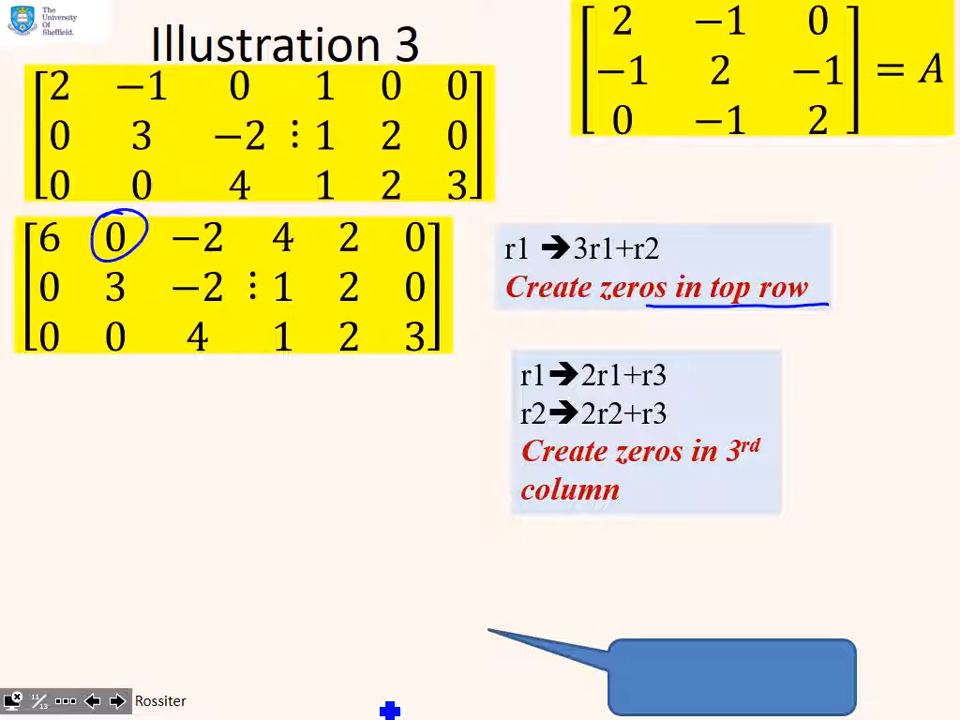 The
University
Of
Sheffield.
Illustration 3
2 −1 0 1 0 0
0 3 −2 ⋮ 1 2 0
0 0 4 1 2 3
2 −1 0
−1 2 −1 = A
0 −1 2
6 0 −2 4 2 0
0 3 −2 ⋮ 1 2 0
0 0 4 1 2 3
r1 → 3r1+r2
Create zeros in top row
r1→2r1+r3
r2→2r2+r3
Create zeros in 3rd
column
11/13
Rossiter